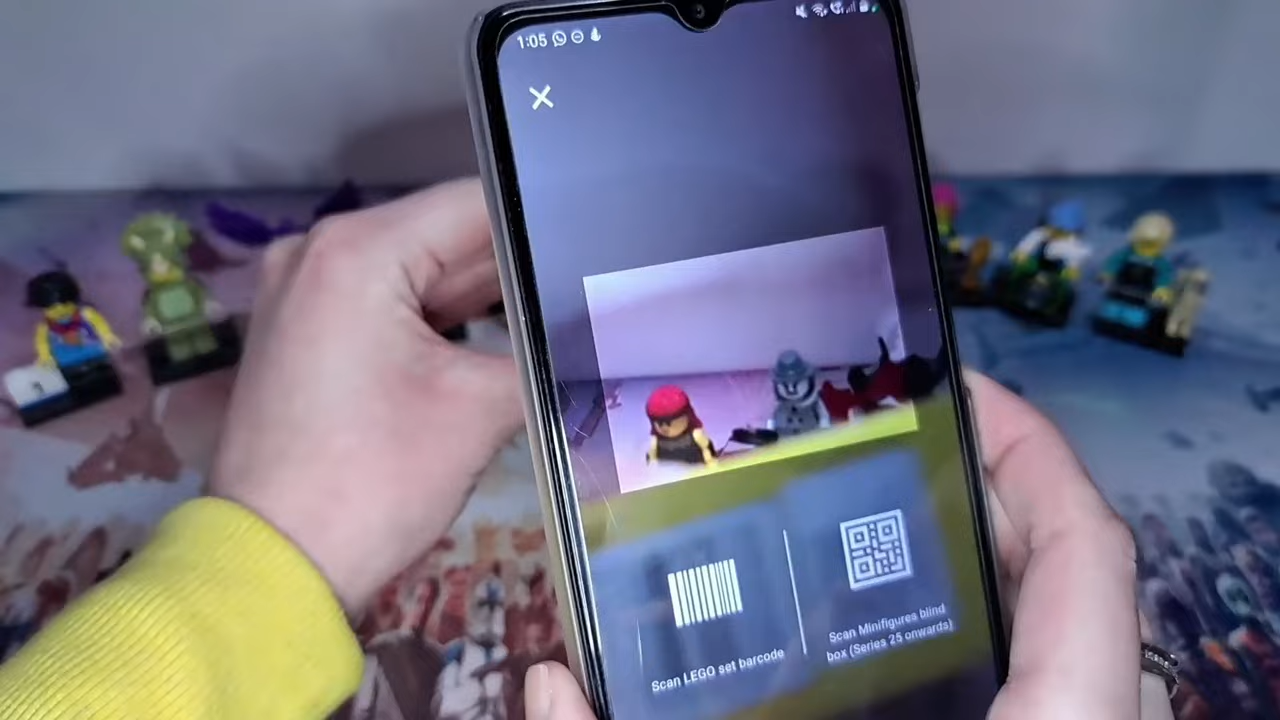 1:05
Scan LEGO set barcode
Scan Minifigures blind
box (Series 25 onwards)